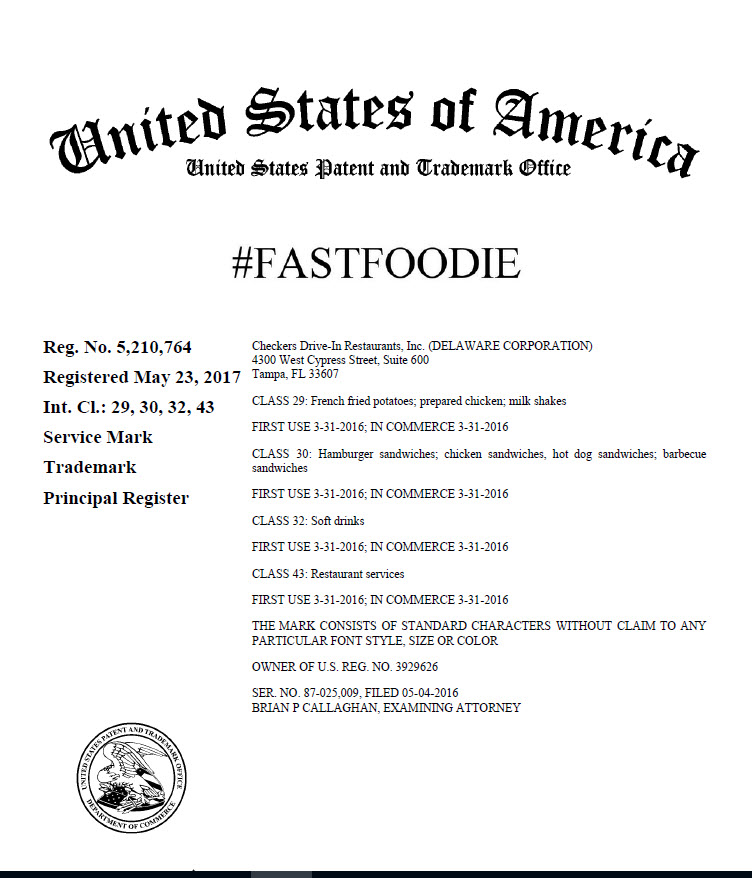 United States of America
United States Patent and Trademark Office
#FASTFOODIE
Reg. No. 5,210,764
Registered May 23, 2017
Int. Cl.: 29, 30, 32, 43
Service Mark
Trademark
Principal Register
Checkers Drive-In Restaurants, Inc. (DELAWARE CORPORATION)
4300 West Cypress Street, Suite 600
Tampa, FL 33607
CLASS 29: French fried potatoes; prepared chicken; milk shakes
FIRST USE 3-31-2016; IN COMMERCE 3-31-2016
CLASS 30: Hamburger sandwiches; chicken sandwiches, hot dog sandwiches; barbecue
sandwiches
FIRST USE 3-31-2016; IN COMMERCE 3-31-2016
CLASS 32: Soft drinks
FIRST USE 3-31-2016; IN COMMERCE 3-31-2016
CLASS 43: Restaurant services
FIRST USE 3-31-2016; IN COMMERCE 3-31-2016
THE MARK CONSISTS OF STANDARD CHARACTERS WITHOUT CLAIM TO ANY
PARTICULAR FONT STYLE, SIZE OR COLOR
OWNER OF U.S. REG. NO. 3929626
SER. NO. 87-025,009, FILED 05-04-2016
BRIAN P CALLAGHAN, EXAMINING ATTORNEY
UNITED STATES PATENT AND TRADEMARK OFFICE
DEPARTMENT OF COMMERCE